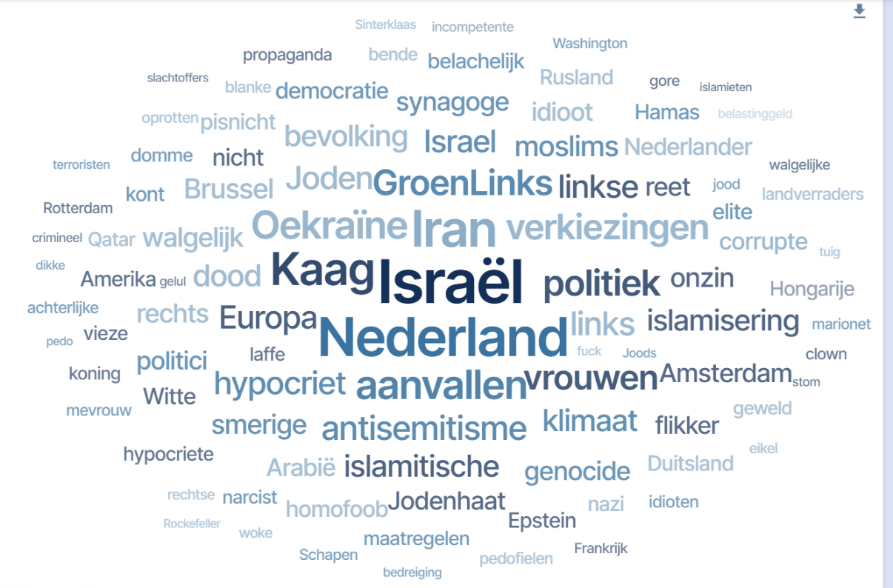 Sinterklaas incompetente
Washington
propaganda bende belachelijk
slachtoffers Rusland gore islamieten
blanke democratie synagoge idioot Hamas belastinggeld
oprotten pisnicht bevolking Israel moslims Nederlander
terroristen domme nicht walgelijke
kont Brussel Joden GroenLinks linkse reet jood landverraders
Rotterdam Oekraïne Iran verkiezingen elite
crimineel Qatar walgelijk corrupte tuig
dikke Amerika gelul dood Kaag Israël politiek onzin Hongarije
achterlijke rechts Europa Nederland links islamisering marionet
pedo vieze laffe fuck Joods clown
koning politici hypocriet aanvallen vrouwen Amsterdam stom
mevrouw Witte geweld
smerige antisemitisme klimaat flikker
hypocriete eikel
Arabië islamitische genocide Duitsland
rechtse narcist homofoob Jodenhaat nazi idioten
Rockefeller woke Epstein
maatregelen
Schapen pedofielen Frankrijk
bedreiging